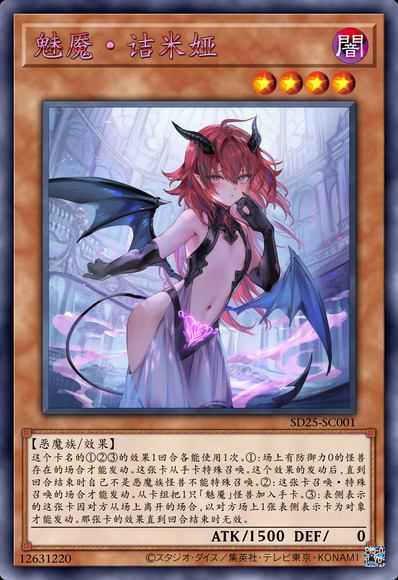 魅魇·诘米娅
闇
SD25-SC001
【恶魔族/效果】
这个卡名的①②③的效果1回合各能使用1次。①:场上有防御力0的怪兽
存在的场合才能发动。这张卡从手卡特殊召唤。这个效果的发动后,直到
回合结束时自己不是恶魔族怪兽不能特殊召唤。②:这张卡召唤·特殊
召唤的场合才能发动。从卡组把1只「魅魇」怪兽加入手卡。③:表侧表示
的这张卡因对方从场上离开的场合,以对方场上1张表侧表示卡为对
象才能发动。那张卡的效果直到回合结束时无效。
ATK/1500 DEF/ 0
12631220 ©スタジオ・ダイス／集英社・テレビ東京・KONAMI